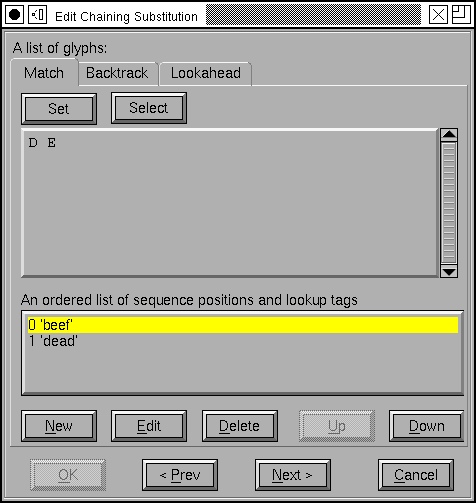 Edit Chaining Substitution
A list of glyphs:
Match Backtrack Lookahead
Set Select
D E
An ordered list of sequence positions and lookup tags
0 'beef'
1 'dead'
New Edit Delete Up Down
OK < Prev Next > Cancel